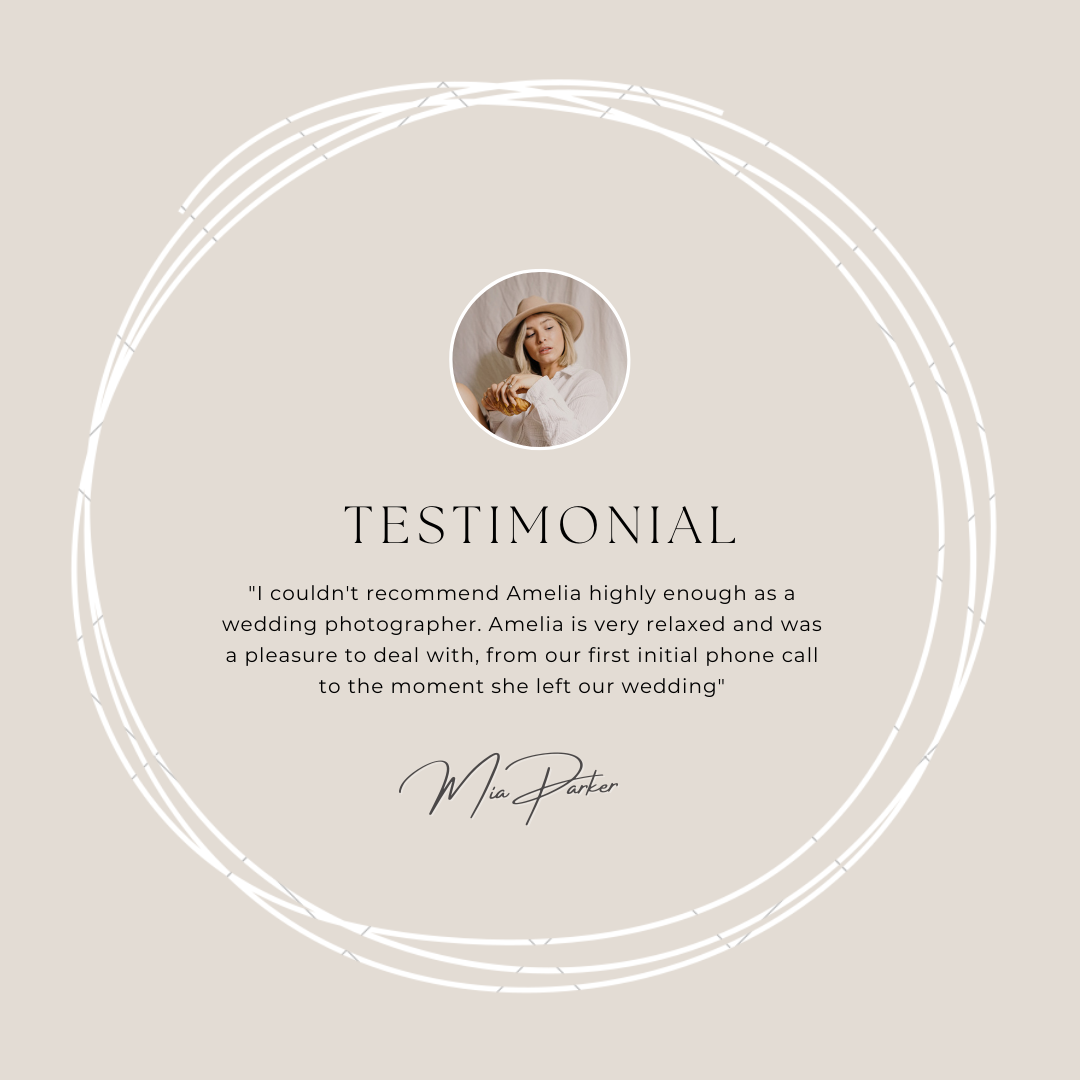 TESTIMONIAL
"I couldn't recommend Amelia highly enough as a
wedding photographer. Amelia is very relaxed and was
a pleasure to deal with, from our first initial phone call
to the moment she left our wedding"
Mia Parker